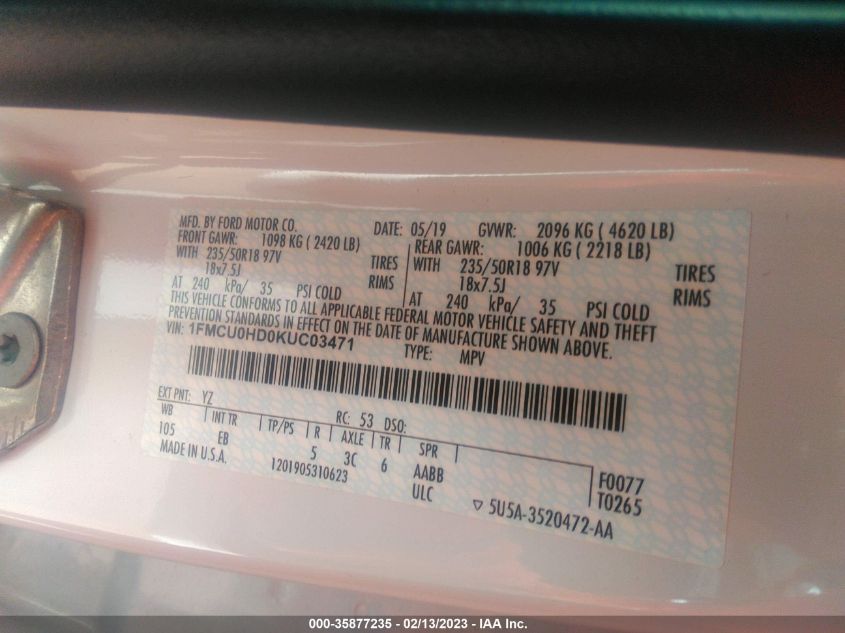 MFD. BY FORD MOTOR CO. DATE: 05/19 GVWR: 2096 KG ( 4620 LB)
FRONT GAWR: 1098 KG ( 2420 LB) REAR GAWR: 1006 KG ( 2218 LB)
WITH 235/50R18 97V TIRES WITH 235/50R18 97V TIRES
18x7.5J RIMS 18x7.5J RIMS
AT 240 kPa/ 35 PSI COLD AT 240 kPa/ 35 PSI COLD
THIS VEHICLE CONFORMS TO ALL APPLICABLE FEDERAL MOTOR VEHICLE SAFETY AND THEFT
PREVENTION STANDARDS IN EFFECT ON THE DATE OF MANUFACTURE SHOWN ABOVE.
VIN: 1FMCU0HD0KUC03471 TYPE: MPV
EXT PNT: YZ RC: 53 DSO:
WB INT TR TP/PS R AXLE TR SPR
105 EB 5 3C 6 AABB F0077
MADE IN U.S.A. 1201905310623 ULC T0265
▽ 5U5A-3520472-AA
000-35877235 - 02/13/2023 - IAA Inc.